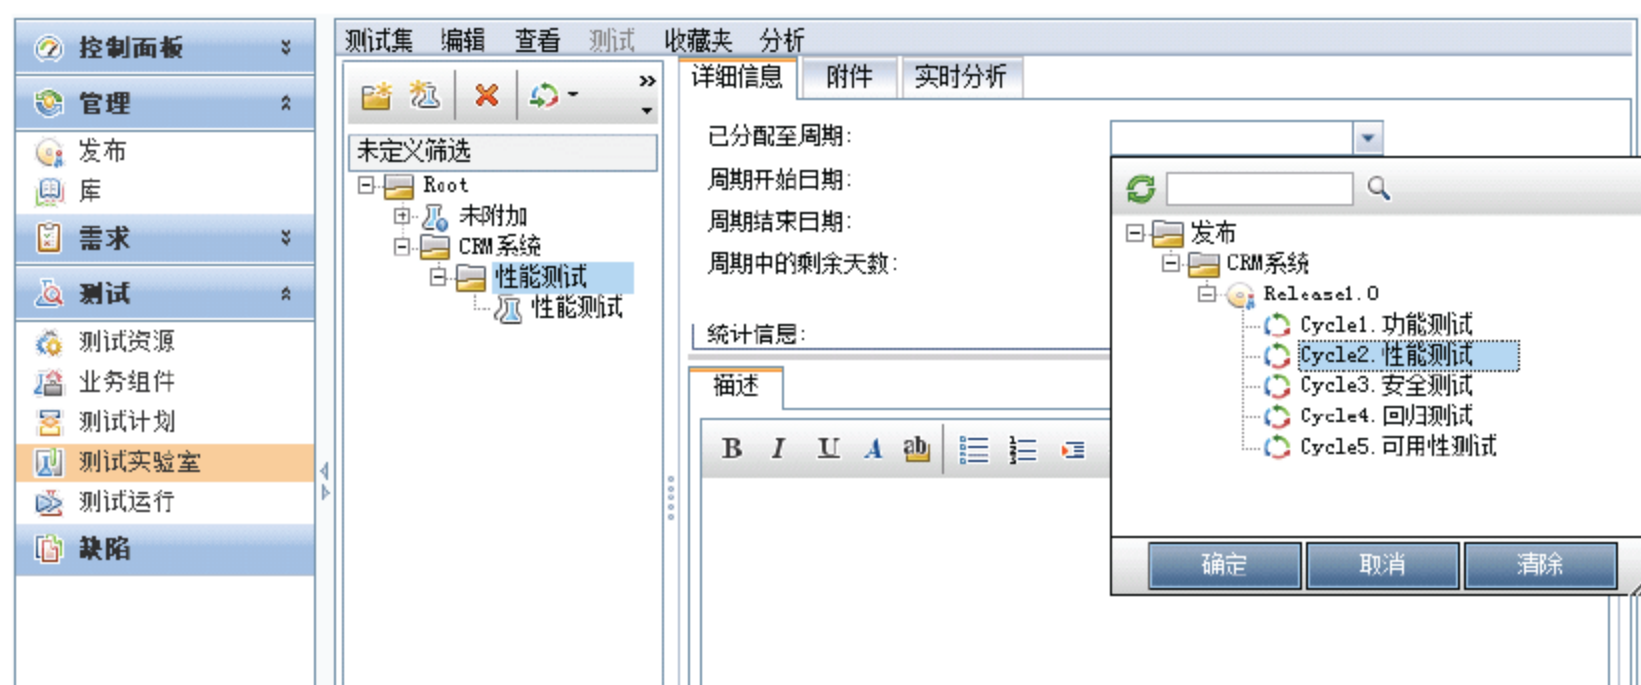 控制面板
管理
发布
库
需求
测试
测试资源
业务组件
测试计划
测试实验室
测试运行
缺陷
测试集 编辑 查看 测试 收藏夹 分析
未定义筛选
Root
未附加
CRM系统
性能测试
性能测试
详细信息 附件 实时分析
已分配至周期:
周期开始日期:
周期结束日期:
周期中的剩余天数:
统计信息:
描述
B I U A ab
发布
CRM系统
Release1.0
Cycle1.功能测试
Cycle2.性能测试
Cycle3.安全测试
Cycle4.回归测试
Cycle5.可用性测试
确定 取消 清除